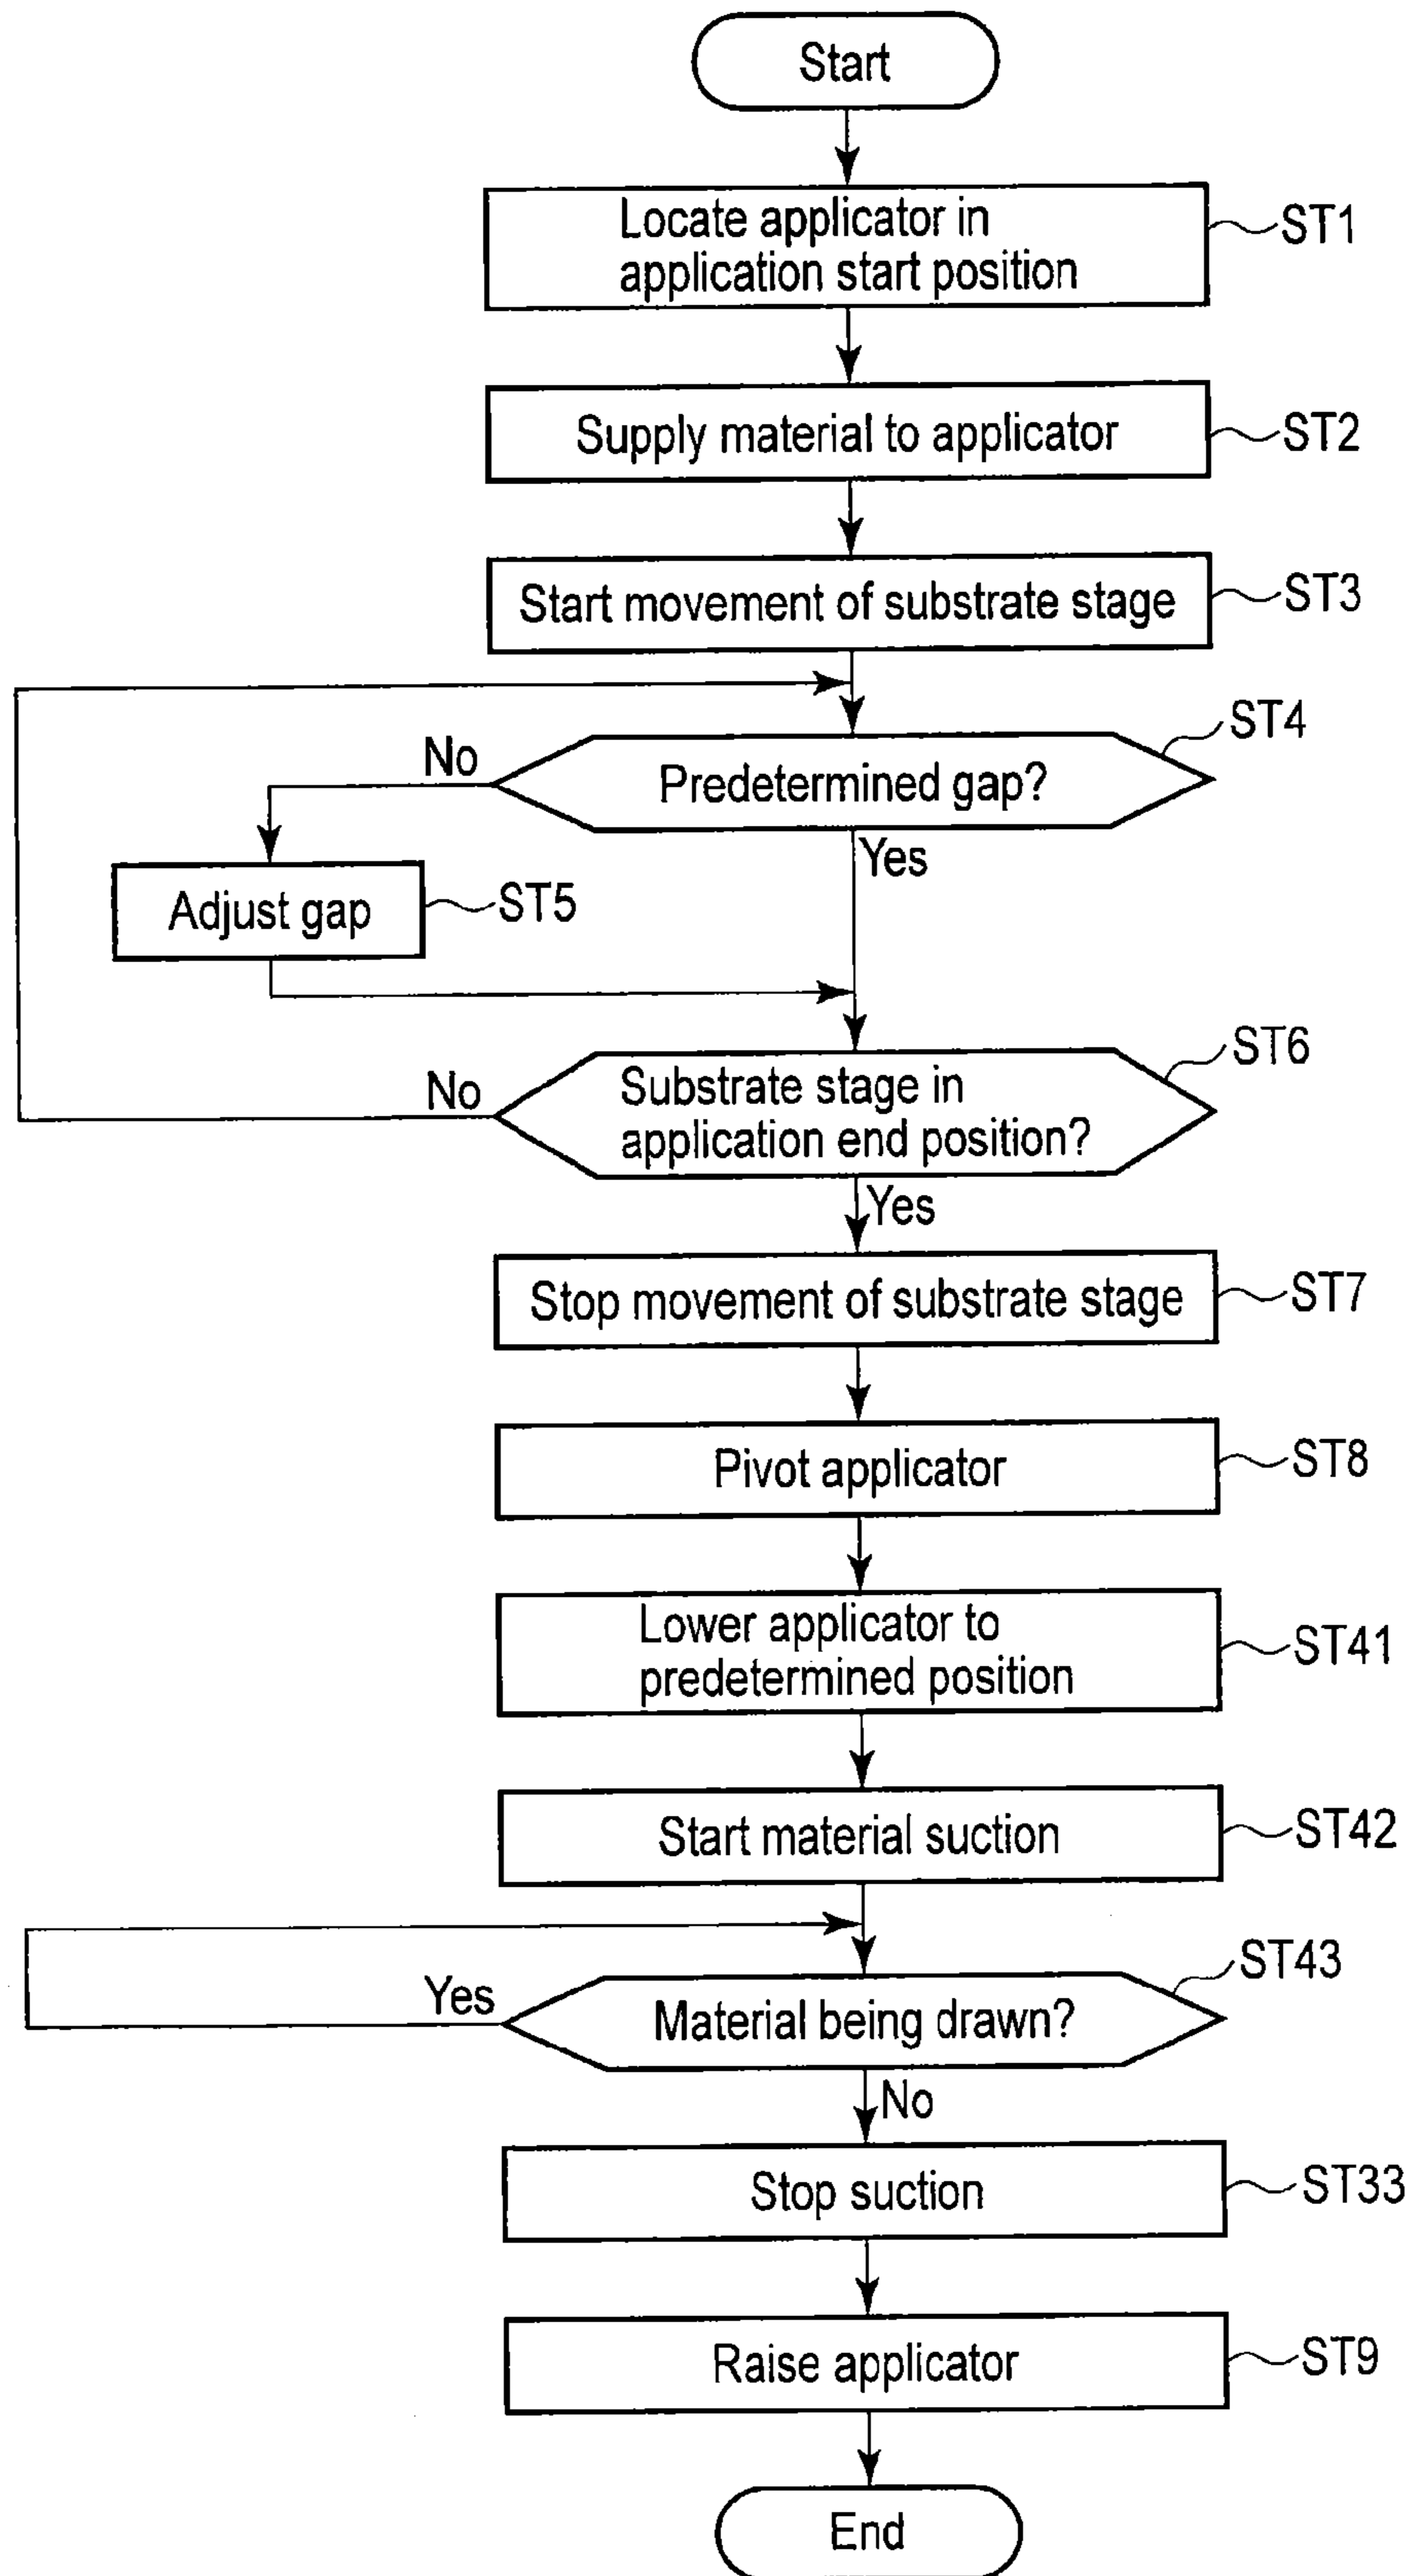 Start
Locate applicator in
application start position
ST1
Supply material to applicator
ST2
Start movement of substrate stage
ST3
ST4
No
Predetermined gap?
Yes
Adjust gap
ST5
ST6
No
Substrate stage in
application end position?
Yes
Stop movement of substrate stage
ST7
Pivot applicator
ST8
Lower applicator to
predetermined position
ST41
Start material suction
ST42
ST43
Yes
Material being drawn?
No
Stop suction
ST33
Raise applicator
ST9
End